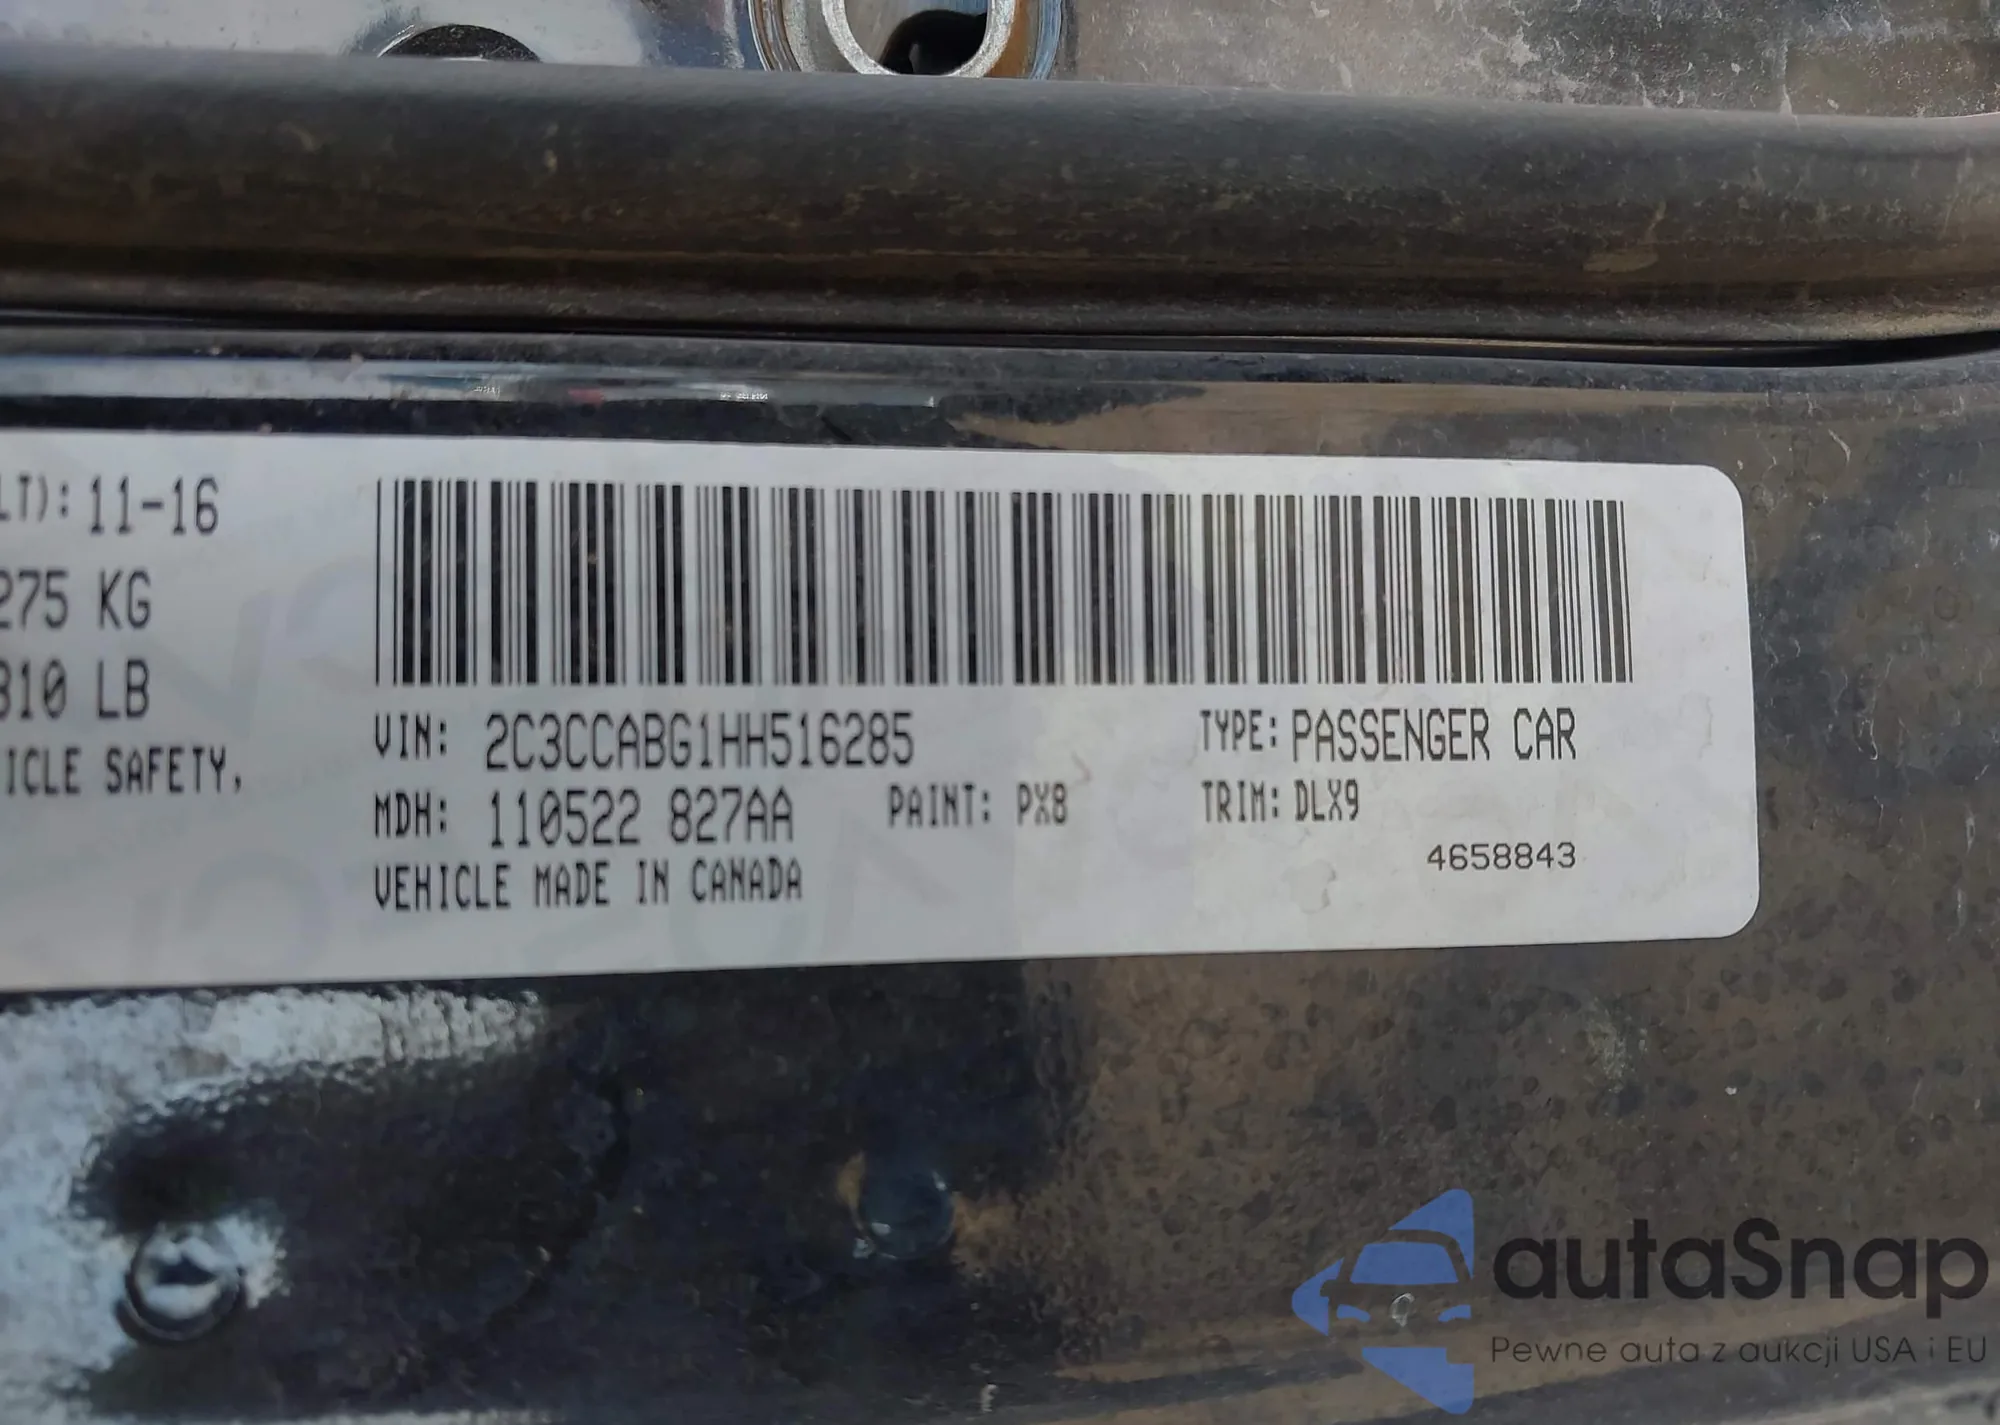 LT): 11-16
275 KG
310 LB
ICLE SAFETY,
VIN: 2C3CCABG1HH516285
TYPE: PASSENGER CAR
MDH: 110522 827AA
PAINT: PX8
TRIM: DLX9
4658843
VEHICLE MADE IN CANADA
autaSnap
Pewne auta z aukcji USA i EU